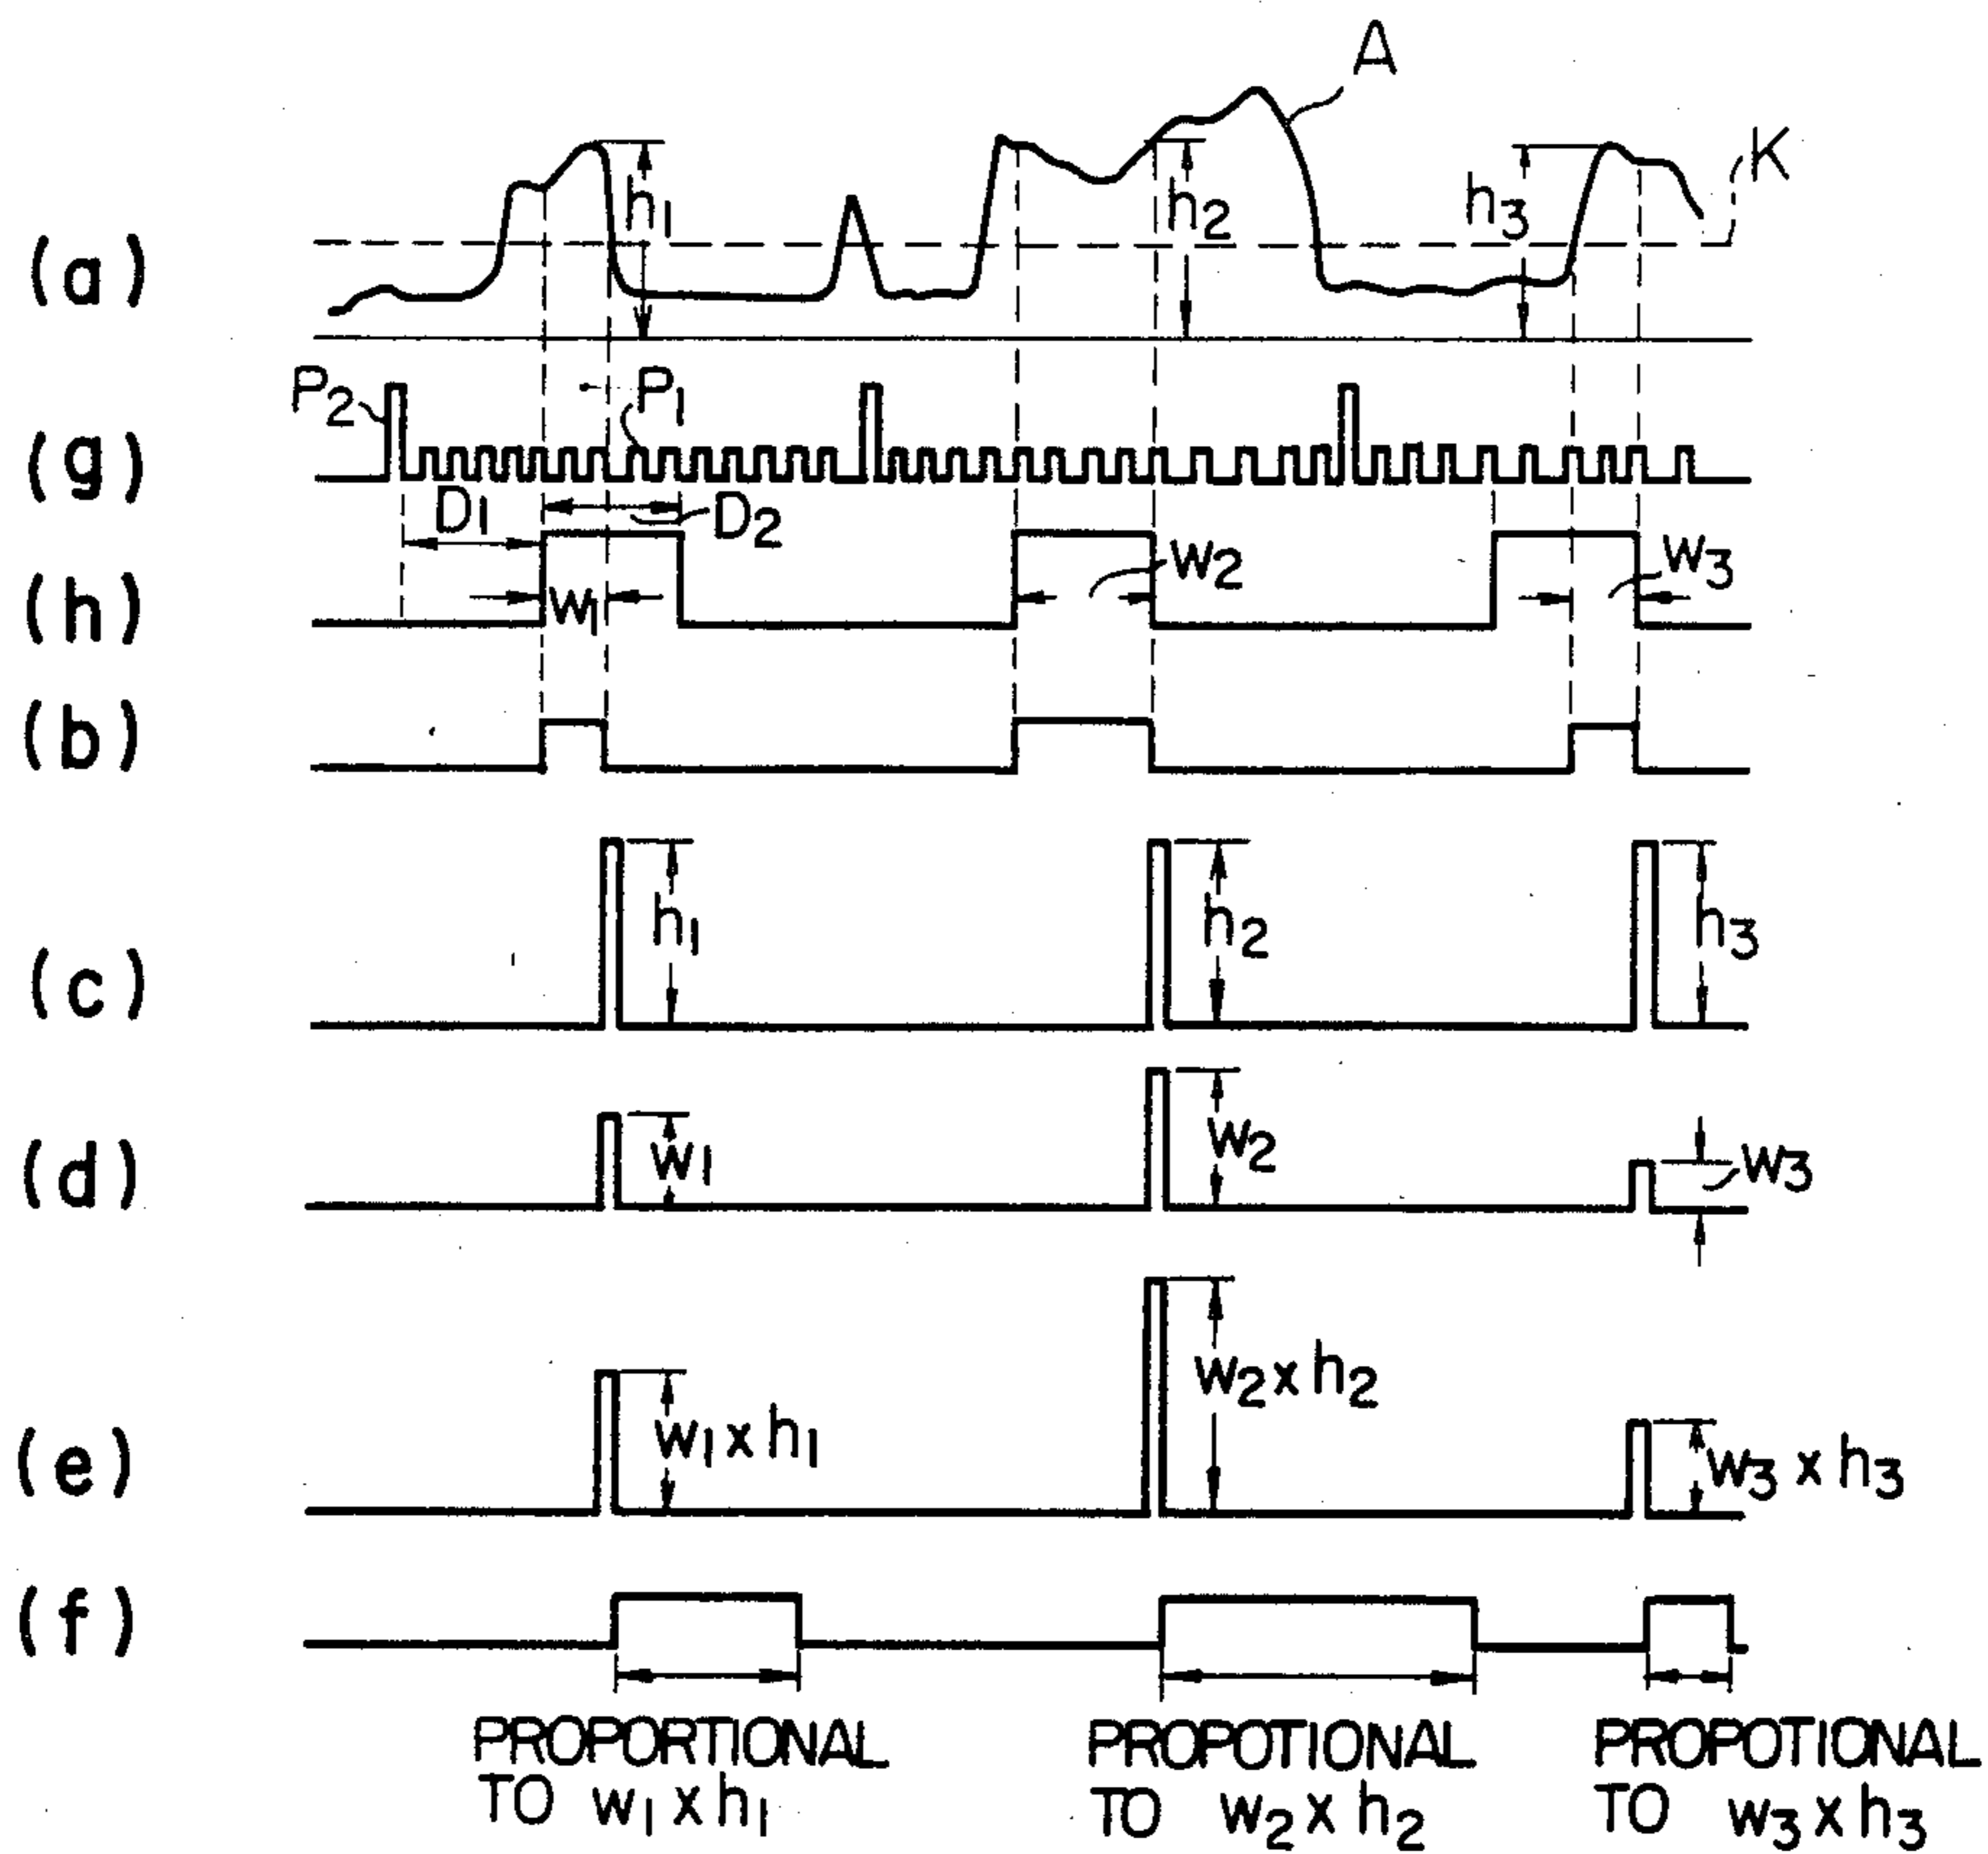 A
K
(a) h1 h2 h3
P2 P1
(g)
D1 D2
(h) W1 W2 W3
(b)
(c) h1 h2 h3
(d) W1 W2 W3
(e) W1 x h1 W2 x h2 W3 x h3
(f)
PROPORTIONAL PROPOTIONAL PROPOTIONAL
TO W1 x h1 TO W2 x h2 TO W3 x h3